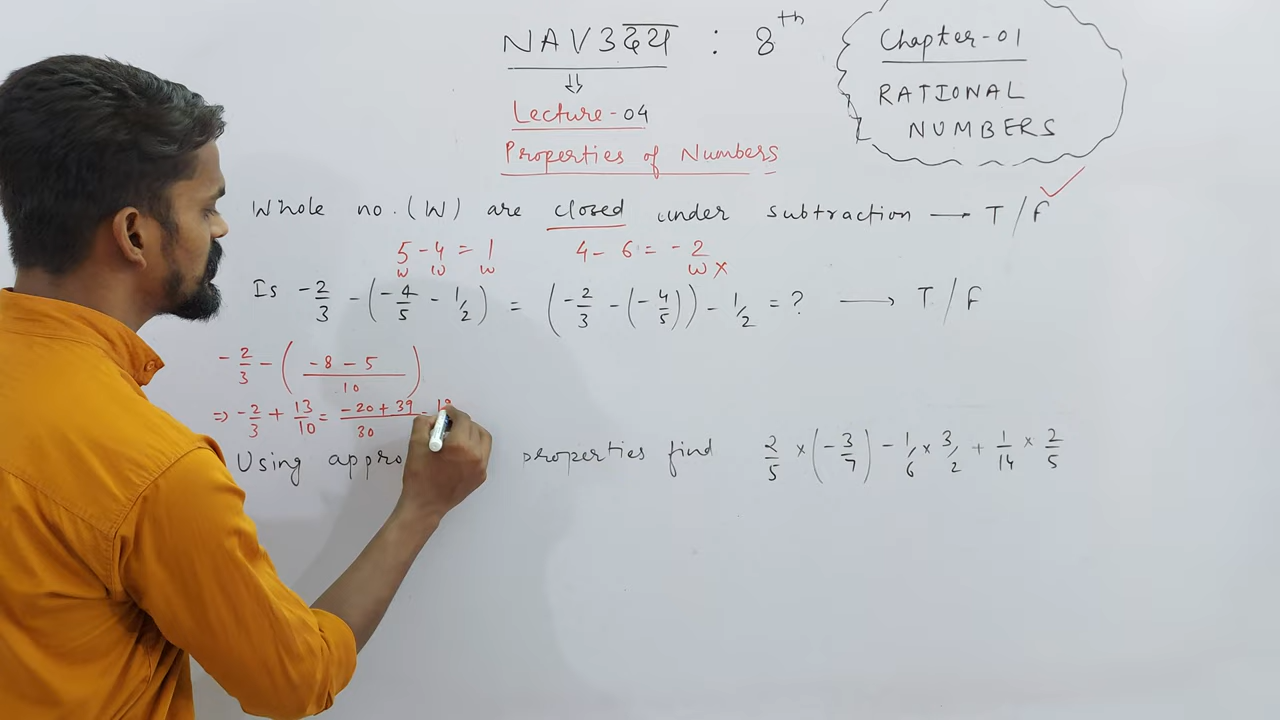 NAV3दय : 8th
⇓
Lecture-04
Properties of Numbers
Chapter-01
RATIONAL
NUMBERS
Whole no. (W) are closed under subtraction → T/F ✓
5 - 4 = 1 4 - 6 = -2
W W W W X
Is -2/3 - (-4/5 - 1/2) = (-2/3 - (-4/5)) - 1/2 = ? → T/F
-2/3 - ((-8 - 5)/10)
⇒ -2/3 + 13/10 = (-20 + 39)/30 =
Using properties find 2/5 × (-3/7) - 1/6 × 3/2 + 1/14 × 2/5